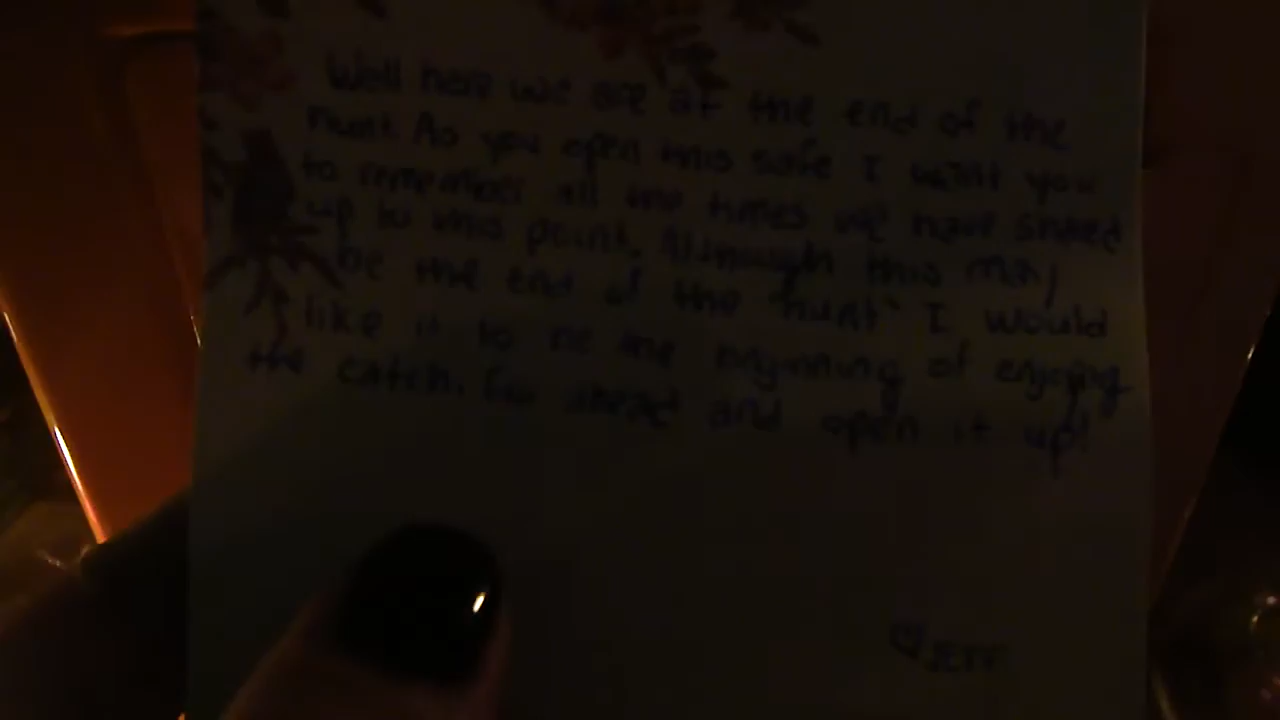 Well here we are at the end of the
hunt As you open this safe I want you
to remember all the times we have shared
up to this point. Although this may
be the end of the "hunt" I would
like it to be the beginning of enjoying
the catch. Go ahead and open it up!
♡ Jeff